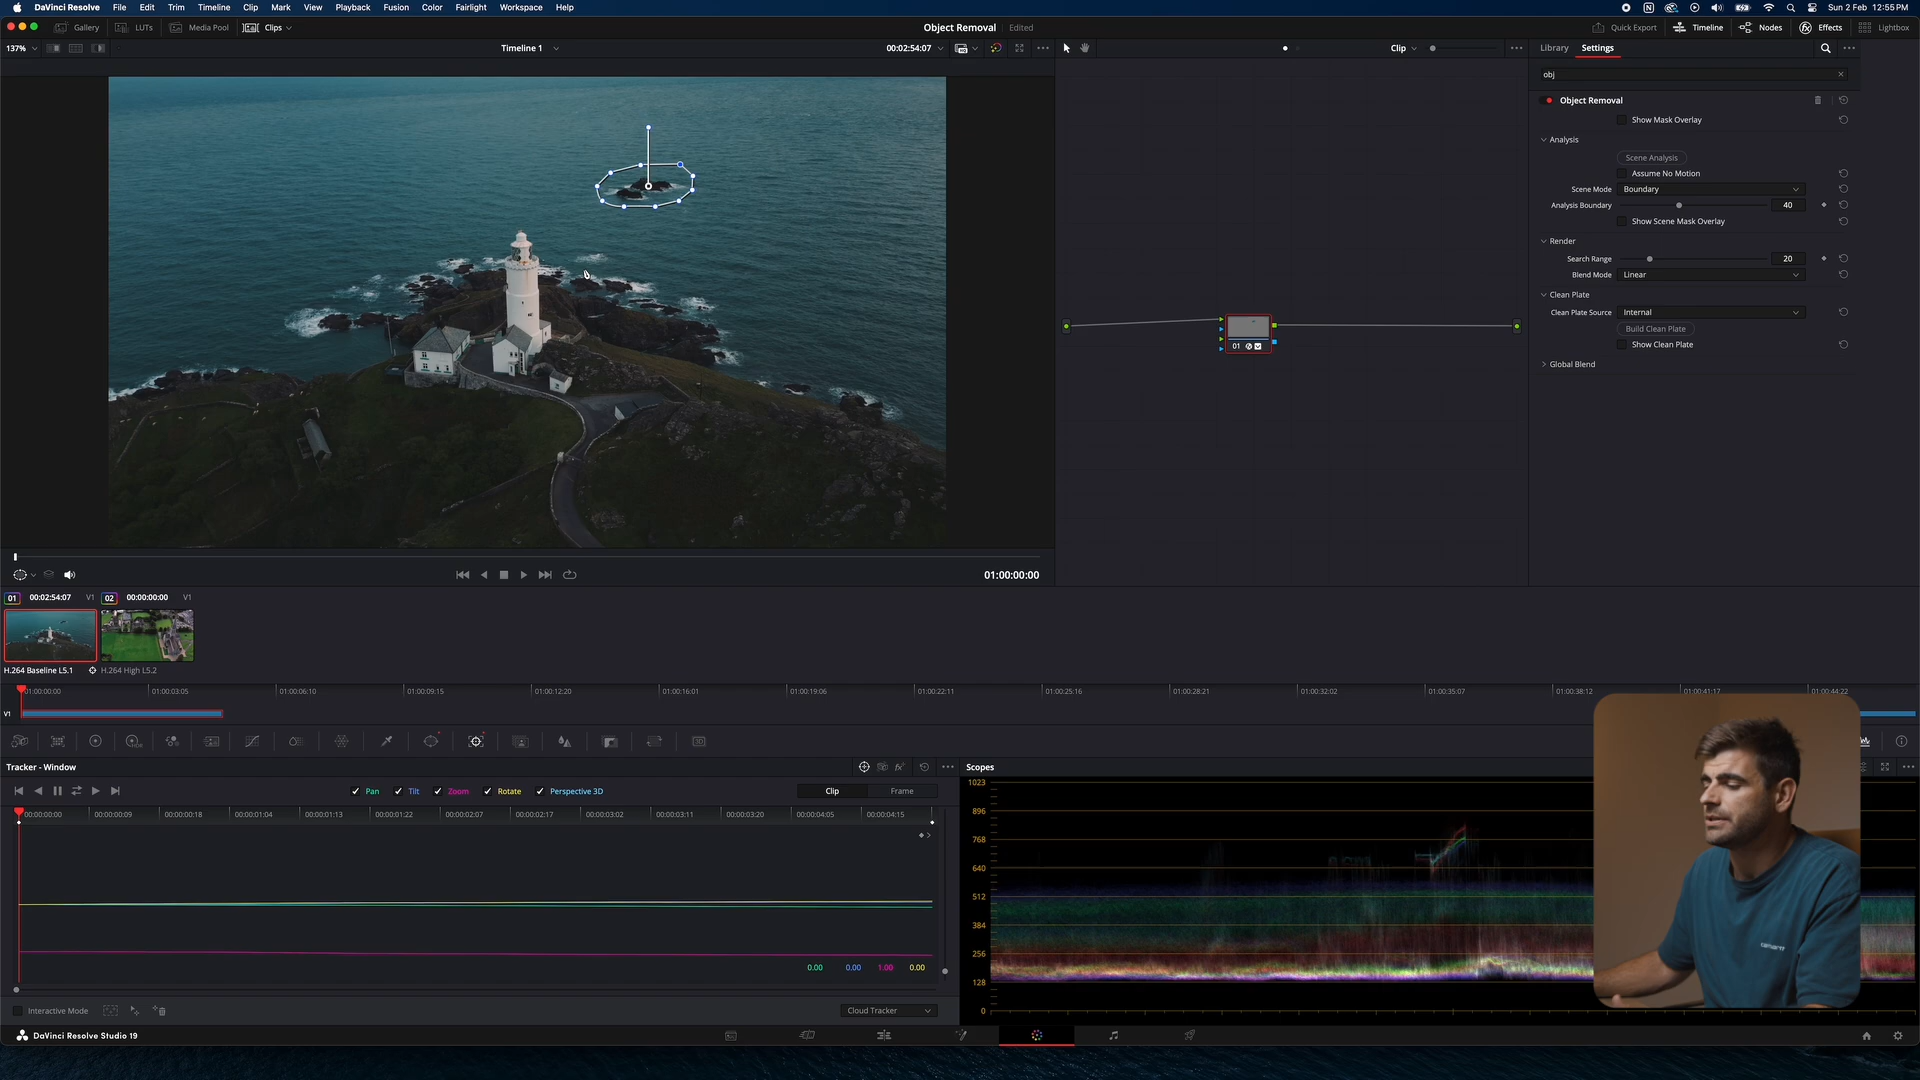 DaVinci Resolve File Edit Trim Timeline Clip Mark View Playback Fusion Color Fairlight Workspace Help
Sun 2 Feb 12:55PM
Gallery LUTs Media Pool Clips
Object Removal Edited
Quick Export Timeline Nodes Effects Lightbox
137%
Timeline 1
00:02:54:07
Clip
Library Settings
obj
Object Removal
Show Mask Overlay
Analysis
Scene Analysis
Assume No Motion
Scene Mode Boundary
Analysis Boundary 40
Show Scene Mask Overlay
Render
Search Range 20
Blend Mode Linear
Clean Plate
Clean Plate Source Internal
Build Clean Plate
Show Clean Plate
Global Blend
01
01:00:00:00
01 00:02:54:07 V1 02 00:00:00:00 V1
H.264 Baseline L5.1 H.264 High L5.2
01:00:00:00 01:00:03:05 01:00:06:10 01:00:09:15 01:00:12:20 01:00:16:01 01:00:19:06 01:00:22:11 01:00:25:16 01:00:28:21 01:00:32:02 01:00:35:07 01:00:38:12 01:00:41:17 01:00:44:22
V1
3D
Tracker - Window
Scopes
Pan Tilt Zoom Rotate Perspective 3D
Clip Frame
00:00:00:00 00:00:00:09 00:00:00:18 00:00:01:04 00:00:01:13 00:00:01:22 00:00:02:07 00:00:02:17 00:00:03:02 00:00:03:11 00:00:03:20 00:00:04:05 00:00:04:15
1023
896
768
640
512
384
256
128
0
0.00 0.00 1.00 0.00
Interactive Mode
Cloud Tracker
carhartt
DaVinci Resolve Studio 19